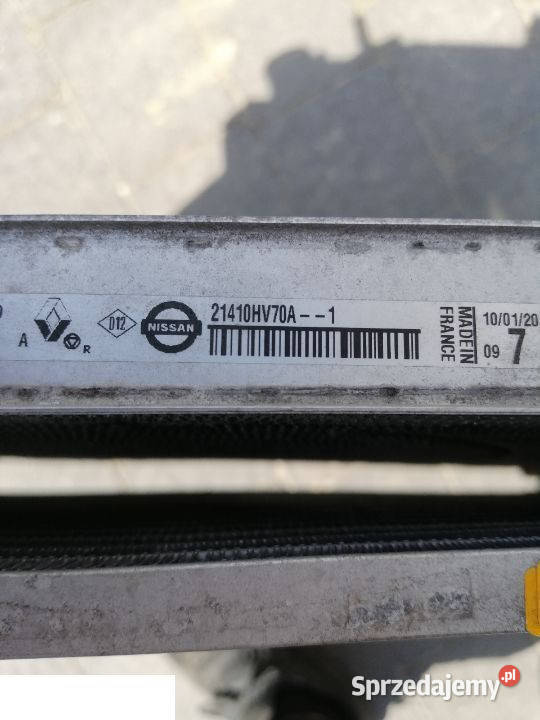 21410HV70A--1
D12
NISSAN
A
R
MADE IN
FRANCE
10/01/20
09 7
Sprzedajemy.pl